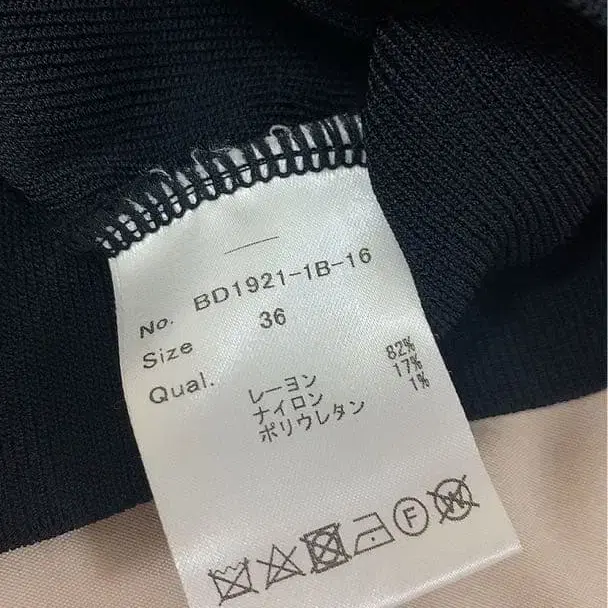 No. BD1921-1B-16
Size 36
Qual. レーヨン 82%
ナイロン 17%
ポリウレタン 1%
F W